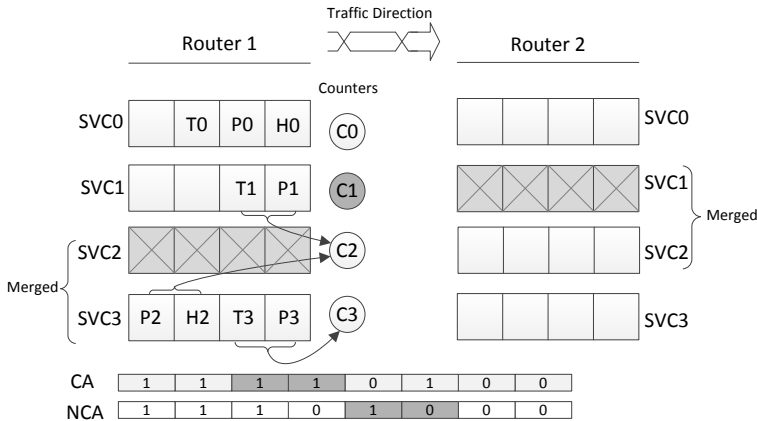 Traffic Direction
Router 1
Router 2
Counters
SVC0 T0 P0 H0 C0 SVC0
SVC1 T1 P1 C1 SVC1
Merged
SVC2 C2 SVC2
Merged
SVC3 P2 H2 T3 P3 C3 SVC3
CA 1 1 1 1 0 1 0 0
NCA 1 1 1 0 1 0 0 0